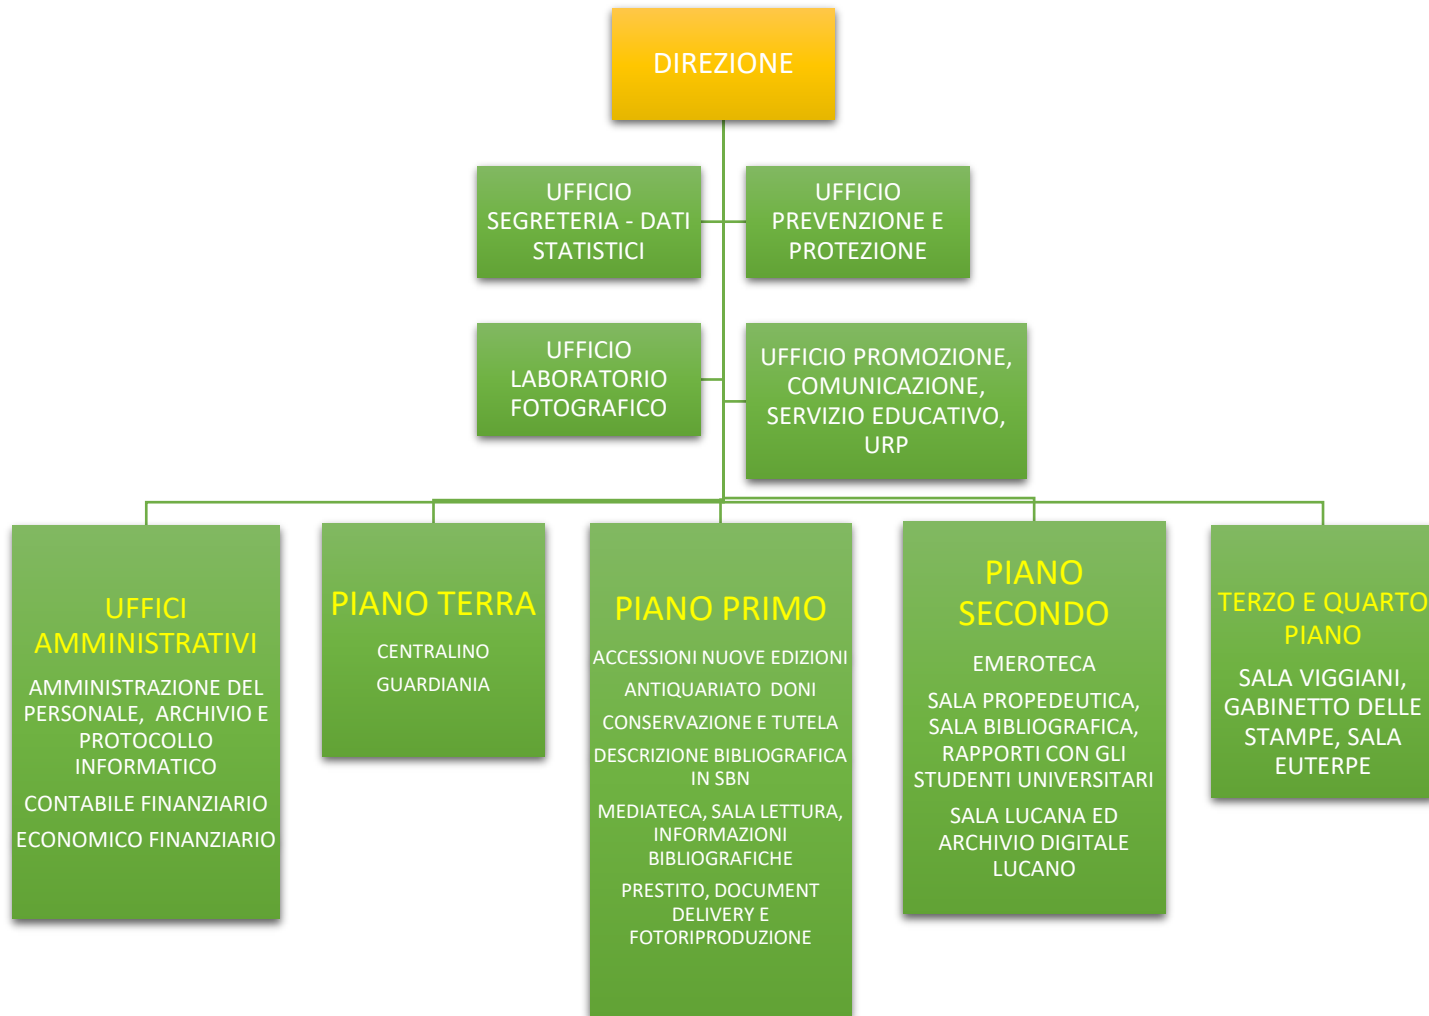 DIREZIONE
UFFICIO
SEGRETERIA - DATI
STATISTICI
UFFICIO
PREVENZIONE E
PROTEZIONE
UFFICIO
LABORATORIO
FOTOGRAFICO
UFFICIO PROMOZIONE,
COMUNICAZIONE,
SERVIZIO EDUCATIVO,
URP
UFFICI
AMMINISTRATIVI
AMMINISTRAZIONE DEL
PERSONALE, ARCHIVIO E
PROTOCOLLO
INFORMATICO
CONTABILE FINANZIARIO
ECONOMICO FINANZIARIO
PIANO TERRA
CENTRALINO
GUARDIANIA
PIANO PRIMO
ACCESSIONI NUOVE EDIZIONI
ANTIQUARIATO DONI
CONSERVAZIONE E TUTELA
DESCRIZIONE BIBLIOGRAFICA
IN SBN
MEDIATECA, SALA LETTURA,
INFORMAZIONI
BIBLIOGRAFICHE
PRESTITO, DOCUMENT
DELIVERY E
FOTORIPRODUZIONE
PIANO
SECONDO
EMEROTECA
SALA PROPEDEUTICA,
SALA BIBLIOGRAFICA,
RAPPORTI CON GLI
STUDENTI UNIVERSITARI
SALA LUCANA ED
ARCHIVIO DIGITALE
LUCANO
TERZO E QUARTO
PIANO
SALA VIGGIANI,
GABINETTO DELLE
STAMPE, SALA
EUTERPE